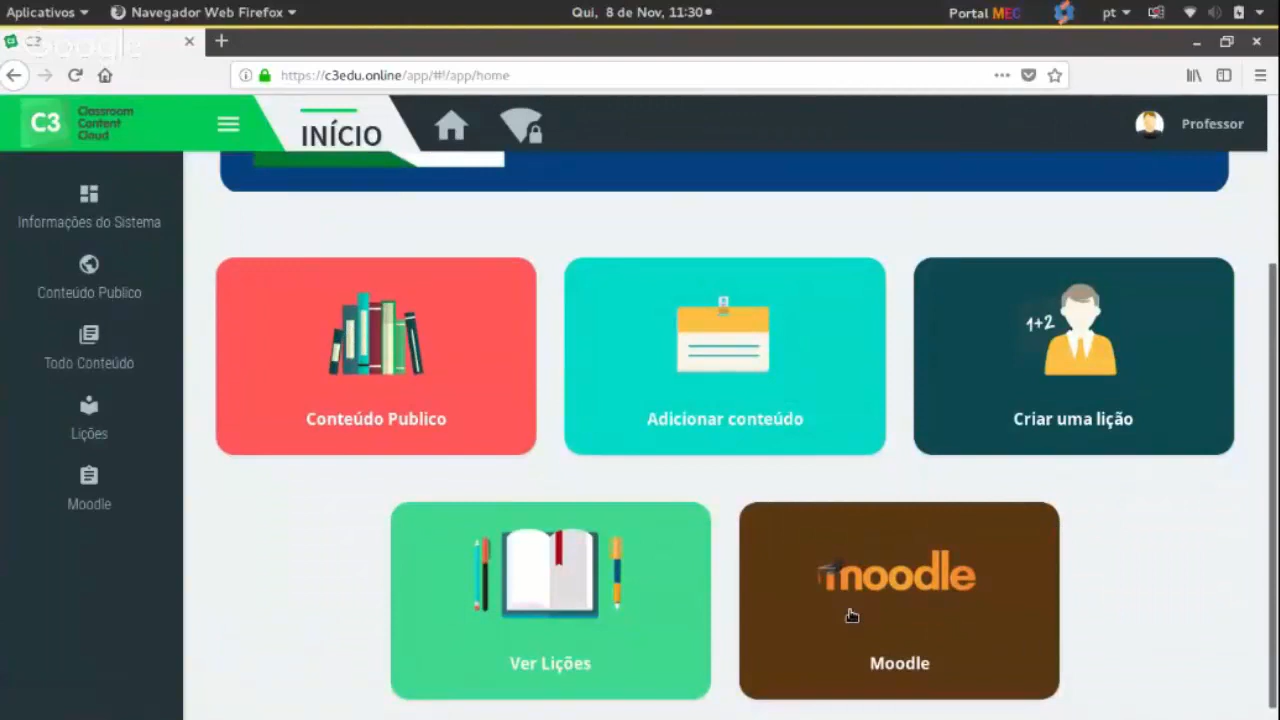 Aplicativos
Navegador Web Firefox
Qui, 8 de Nov, 11:30
Portal MEC
pt
C3
Google
https://c3edu.online/app/#!/app/home
C3
Classroom
Content
Cloud
INÍCIO
Professor
Informações do Sistema
Conteúdo Publico
Todo Conteúdo
Lições
Moodle
Conteúdo Publico
Adicionar conteúdo
1+2
Criar uma lição
Ver Lições
moodle
Moodle